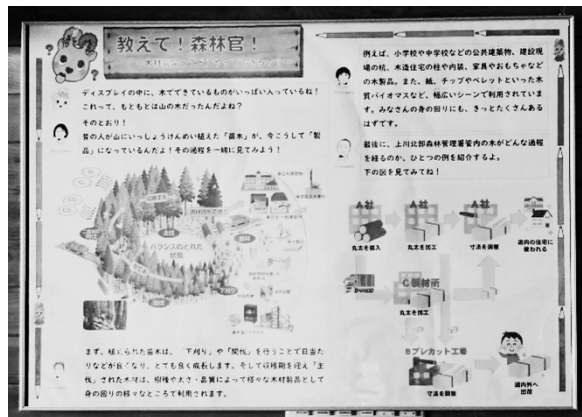 教えて!森林官!
ディスプレイの中に、木でできているものがいっぱい入っているね!
これって、もともとは山の木だったんだよね?
そのとおり!
昔の人が山にいっしょうけんめい植えた「苗木」が、今こうして「製
品」になっているんだよ!その過程を一緒に見てみよう!
バランスのとれた
状態
まず、植えられた苗木は、「下刈り」や「間伐」を行うことで日当た
りなどが良くなり、とても良く成長します。そして収穫期を迎え「主
伐」された木材は、樹種や太さ・品質によって様々な木材製品として
身の回りの様々なところで利用されます。
例えば、小学校や中学校などの公共建築物、建設現
場の杭、木造住宅の柱や内装、家具やおもちゃなど
の木製品。また、紙、チップやペレットといった木
質バイオマスなど、幅広いシーンで利用されていま
す。みなさんの身の回りにも、きっとたくさんある
はずです。
最後に、上川北部森林管理署管内の木がどんな過程
を経るのか、ひとつの例を紹介するよ。
下の図を見てみてね!
A社
丸太を購入
A社
丸太を加工
A社
寸法を調整
道内の住宅に
使われる
C製材所
丸太を加工
Bプレカット工場
寸法を調整
道内外へ
出荷